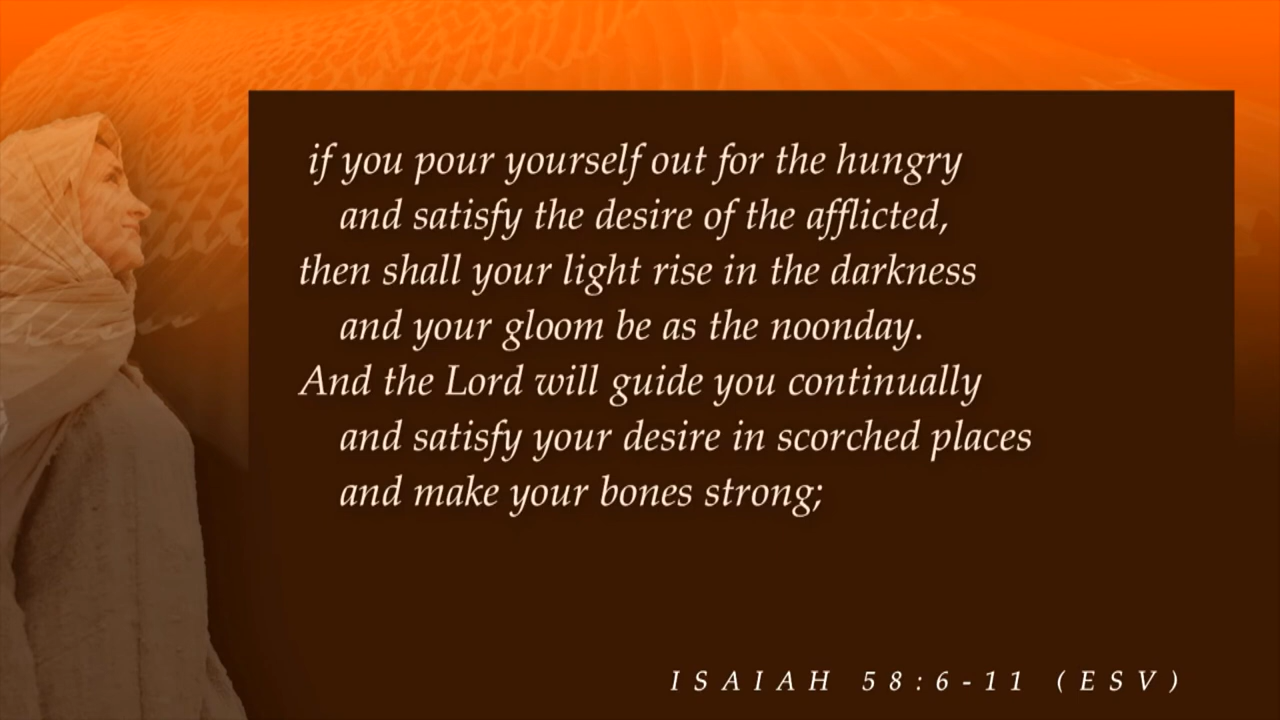 if you pour yourself out for the hungry
and satisfy the desire of the afflicted,
then shall your light rise in the darkness
and your gloom be as the noonday.
And the Lord will guide you continually
and satisfy your desire in scorched places
and make your bones strong;
ISAIAH 58:6-11 (ESV)